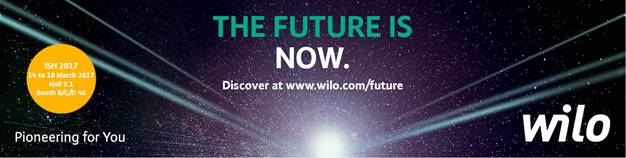 THE FUTURE IS
NOW.
Discover at www.wilo.com/future
ISH 2017
14 to 18 March 2017
Hall 9.1
Booth B/C/D 46
Pioneering for You
wilo